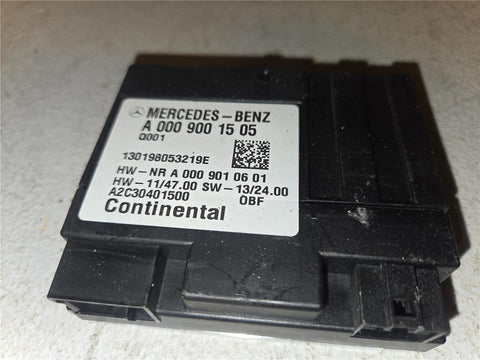 MERCEDES-BENZ
A 000 900 15 05
Q001
130198053219E
HW-NR A 000 901 06 01
HW-11/47.00 SW-13/24.00
A2C30401500 OBF
Continental